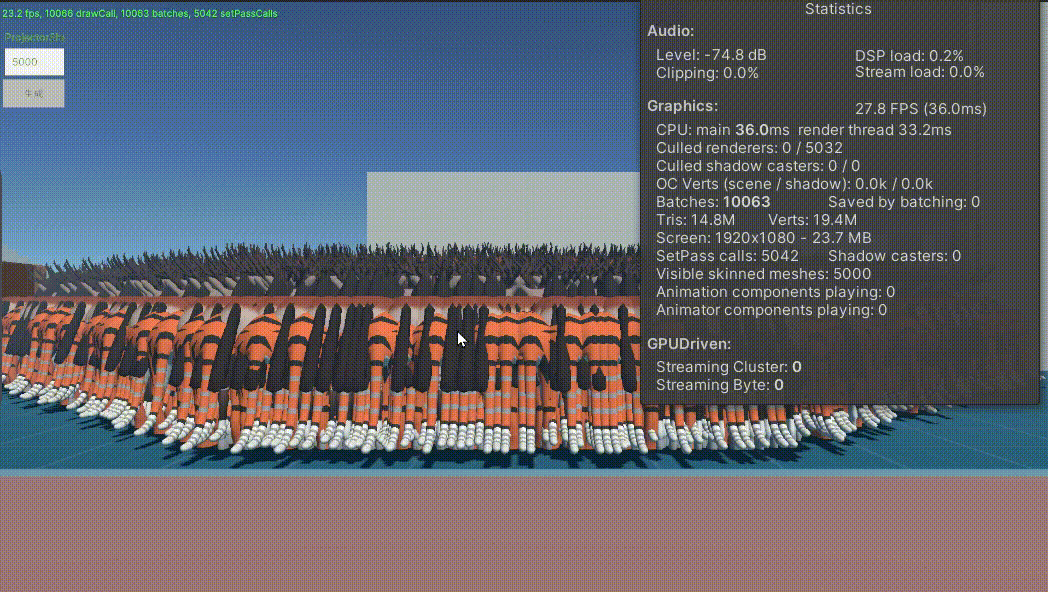 23.2 fps, 10066 drawCall, 10063 batches, 5042 setPassCalls
5000
生成
Statistics
Audio:
Level: -74.8 dB DSP load: 0.2%
Clipping: 0.0% Stream load: 0.0%
Graphics: 27.8 FPS (36.0ms)
CPU: main 36.0ms render thread 33.2ms
Culled renderers: 0 / 5032
Culled shadow casters: 0 / 0
OC Verts (scene / shadow): 0.0k / 0.0k
Batches: 10063 Saved by batching: 0
Tris: 14.8M Verts: 19.4M
Screen: 1920x1080 - 23.7 MB
SetPass calls: 5042 Shadow casters: 0
Visible skinned meshes: 5000
Animation components playing: 0
Animator components playing: 0
GPUDriven:
Streaming Cluster: 0
Streaming Byte: 0